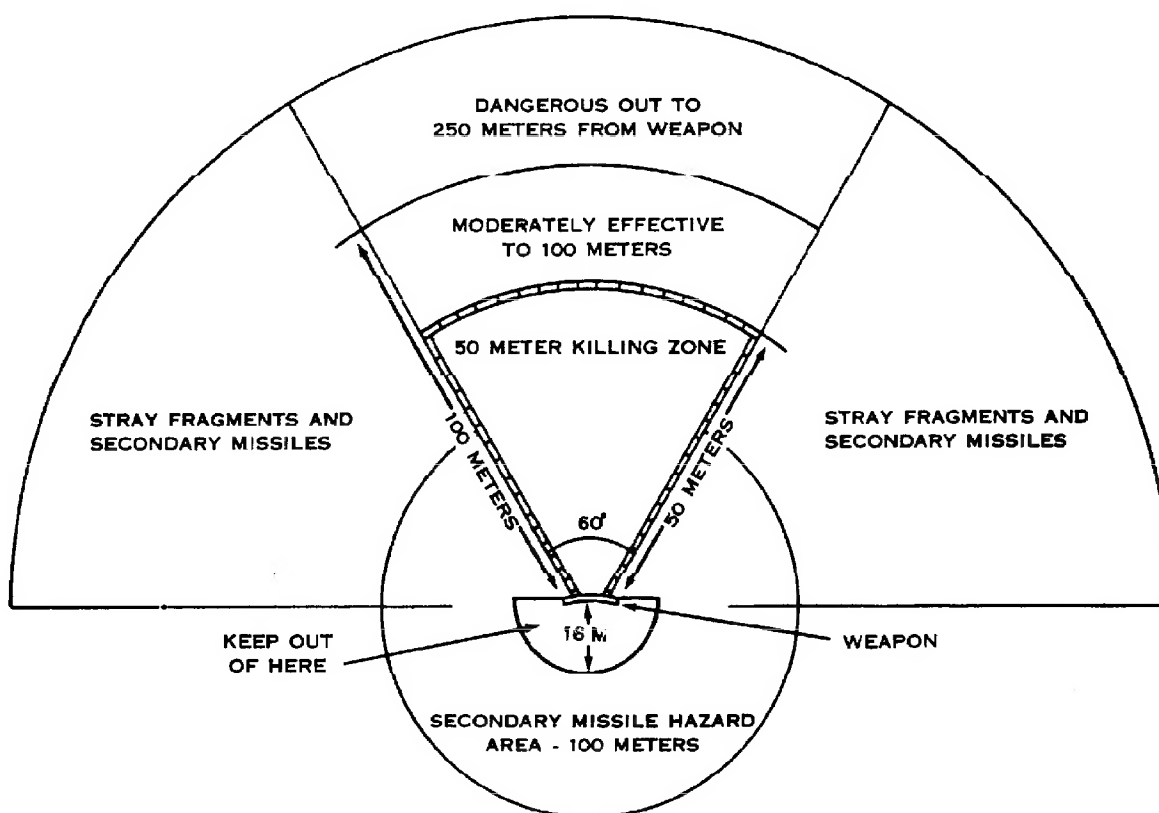 DANGEROUS OUT TO
250 METERS FROM WEAPON
MODERATELY EFFECTIVE
TO 100 METERS
50 METER KILLING ZONE
STRAY FRAGMENTS AND
SECONDARY MISSILES
100 METERS
50 METERS
STRAY FRAGMENTS AND
SECONDARY MISSILES
60°
KEEP OUT
OF HERE
16 M
WEAPON
SECONDARY MISSILE HAZARD
AREA - 100 METERS